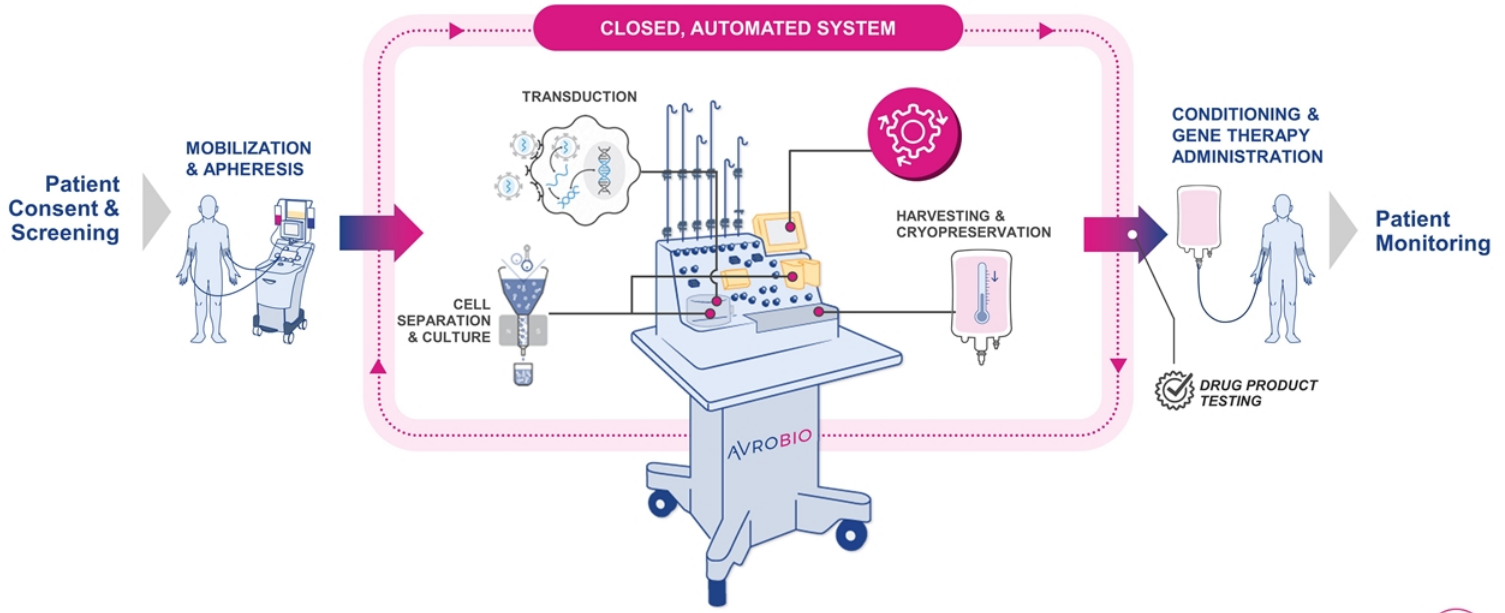 CLOSED, AUTOMATED SYSTEM
Patient
Consent &
Screening
MOBILIZATION
& APHERESIS
TRANSDUCTION
CELL
SEPARATION
& CULTURE
HARVESTING &
CRYOPRESERVATION
AVROBIO
CONDITIONING &
GENE THERAPY
ADMINISTRATION
DRUG PRODUCT
TESTING
Patient
Monitoring